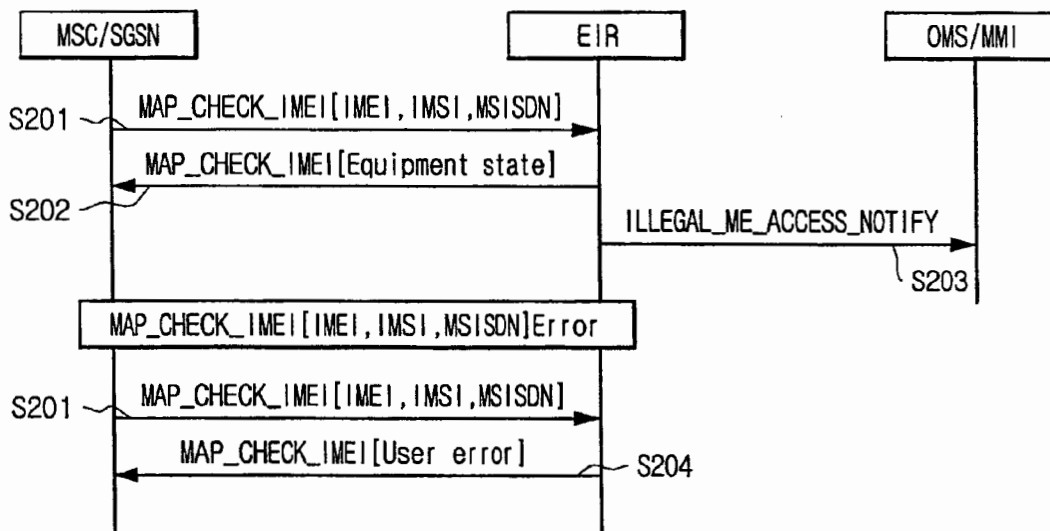 MSC/SGSN
EIR
OMS/MMI
MAP_CHECK_IMEI[IMEI,IMSI,MSISDN]
S201
MAP_CHECK_IMEI[Equipment state]
S202
ILLEGAL_ME_ACCESS_NOTIFY
S203
MAP_CHECK_IMEI[IMEI,IMSI,MSISDN]Error
MAP_CHECK_IMEI[IMEI,IMSI,MSISDN]
S201
MAP_CHECK_IMEI[User error]
S204